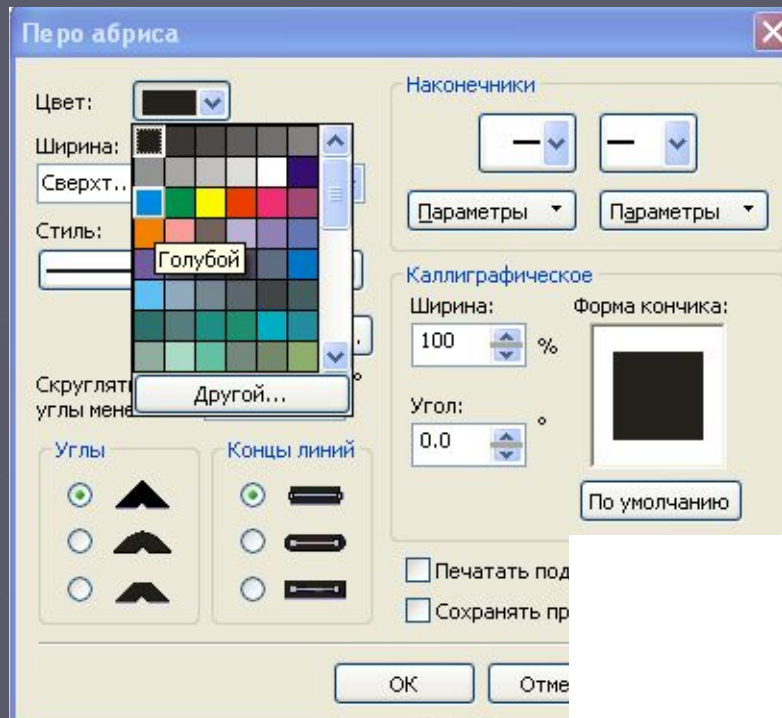 Перо абриса
Цвет:
Ширина:
Сверхт..
Стиль:
Голубой
Другой...
Скруглят
углы мене
°
Углы
Концы линий
Наконечники
Параметры
Параметры
Каллиграфическое
Ширина:
100 %
Угол:
0.0 °
Форма кончика:
По умолчанию
Печатать под
Сохранять пр
ОК
Отме